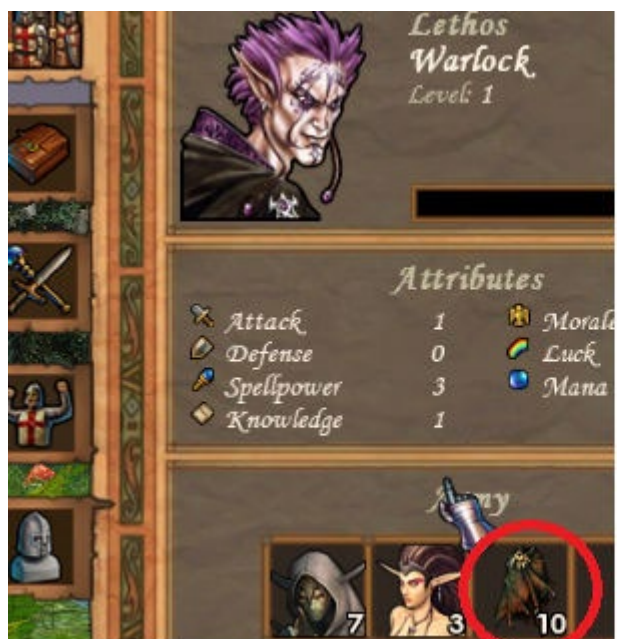 Lethos
Warlock
Level: 1
Attributes
Attack 1 Morale
Defense 0 Luck
Spellpower 3 Mana
Knowledge 1
Army
7 3 10